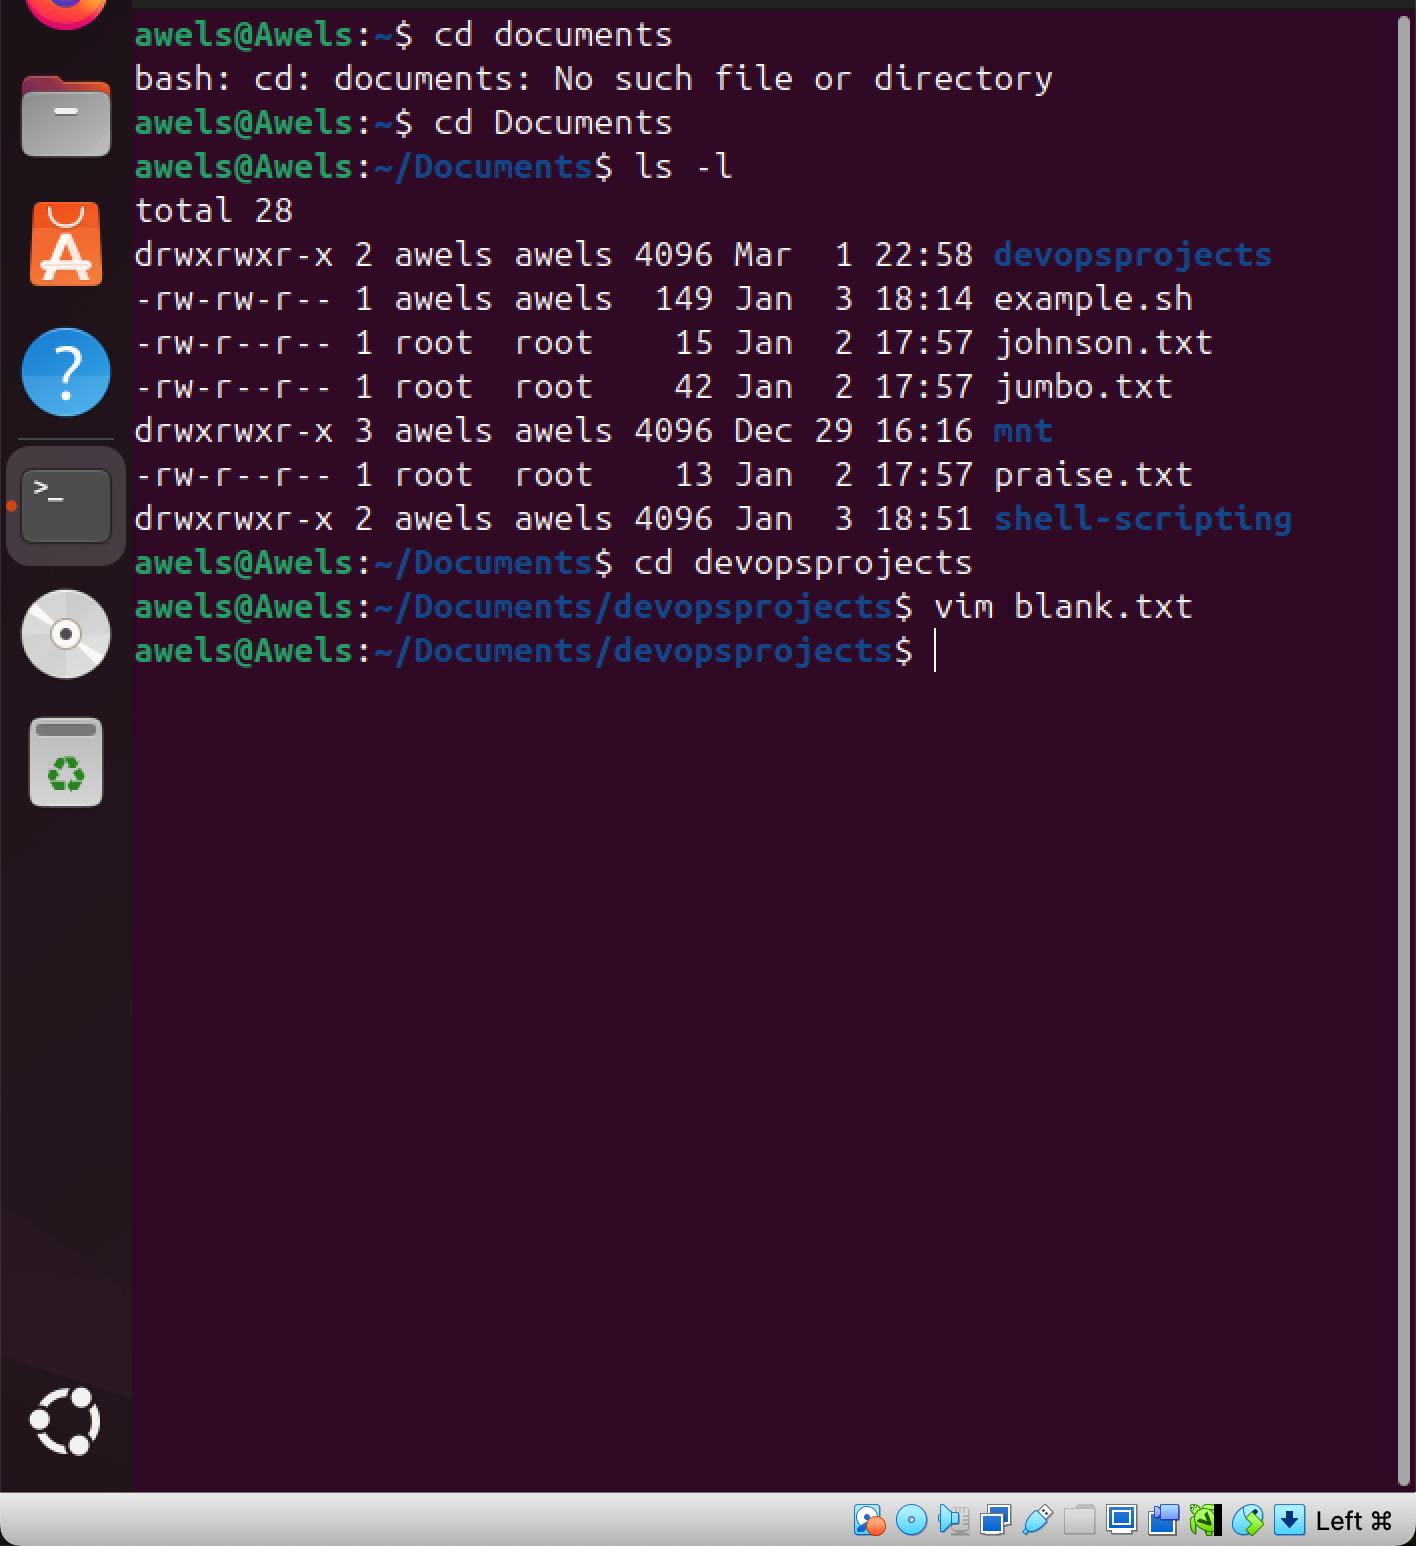 awels@Awels:~$ cd documents
bash: cd: documents: No such file or directory
awels@Awels:~$ cd Documents
awels@Awels:~/Documents$ ls -l
total 28
drwxrwxr-x 2 awels awels 4096 Mar  1 22:58 devopsprojects
-rw-rw-r-- 1 awels awels  149 Jan  3 18:14 example.sh
-rw-r--r-- 1 root  root    15 Jan  2 17:57 johnson.txt
-rw-r--r-- 1 root  root    42 Jan  2 17:57 jumbo.txt
drwxrwxr-x 3 awels awels 4096 Dec 29 16:16 mnt
-rw-r--r-- 1 root  root    13 Jan  2 17:57 praise.txt
drwxrwxr-x 2 awels awels 4096 Jan  3 18:51 shell-scripting
awels@Awels:~/Documents$ cd devopsprojects
awels@Awels:~/Documents/devopsprojects$ vim blank.txt
awels@Awels:~/Documents/devopsprojects$
Left ⌘